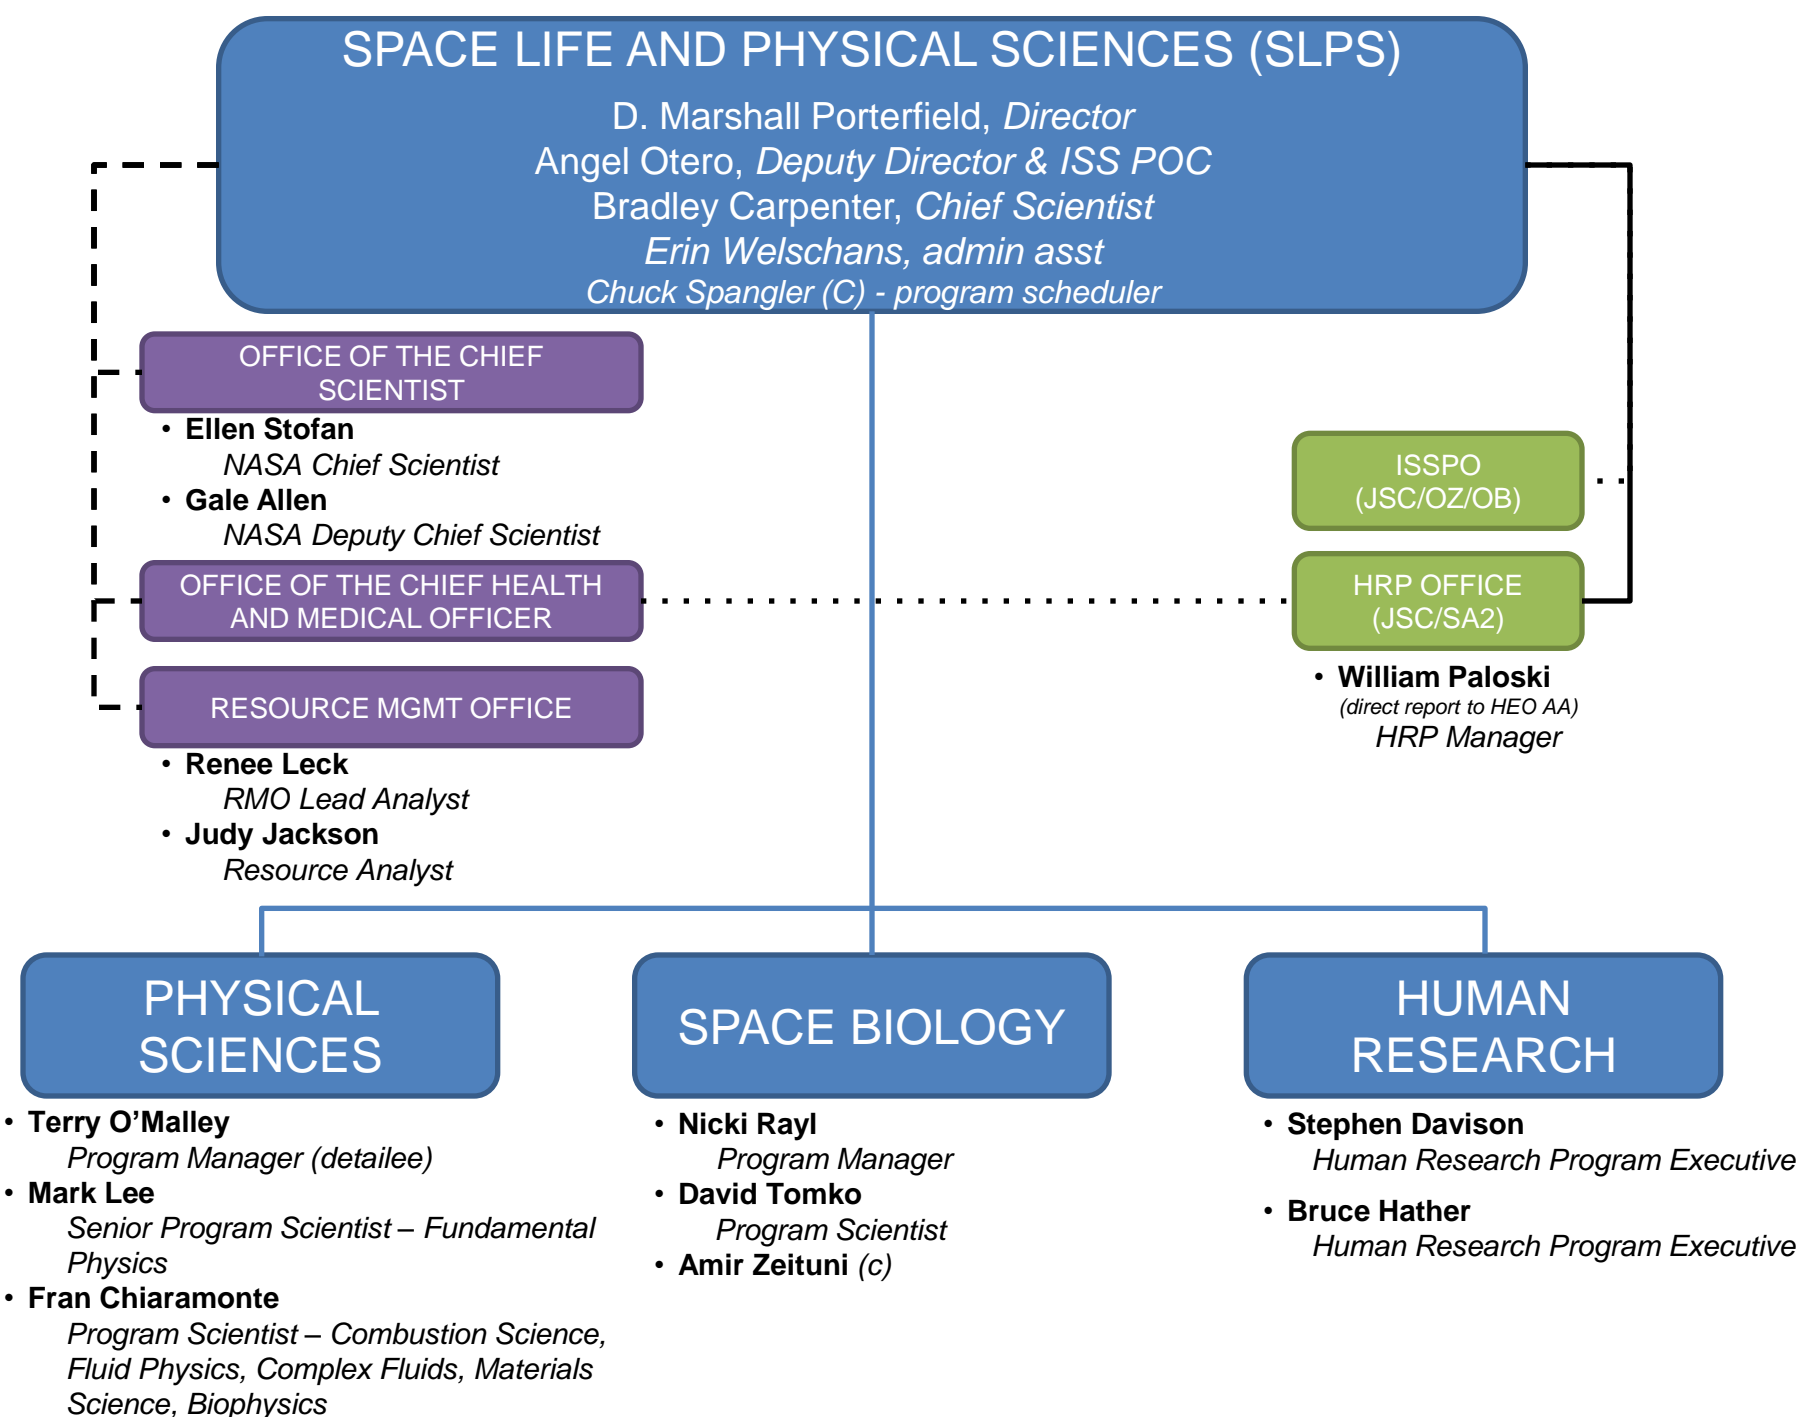 SPACE LIFE AND PHYSICAL SCIENCES (SLPS)
D. Marshall Porterfield, Director
Angel Otero, Deputy Director & ISS POC
Bradley Carpenter, Chief Scientist
Erin Welschans, admin asst
Chuck Spangler (C) - program scheduler
OFFICE OF THE CHIEF
SCIENTIST
• Ellen Stofan
NASA Chief Scientist
• Gale Allen
NASA Deputy Chief Scientist
OFFICE OF THE CHIEF HEALTH
AND MEDICAL OFFICER
RESOURCE MGMT OFFICE
• Renee Leck
RMO Lead Analyst
• Judy Jackson
Resource Analyst
ISSPO
(JSC/OZ/OB)
HRP OFFICE
(JSC/SA2)
• William Paloski
(direct report to HEO AA)
HRP Manager
PHYSICAL
SCIENCES
• Terry O’Malley
Program Manager (detailee)
• Mark Lee
Senior Program Scientist – Fundamental
Physics
• Fran Chiaramonte
Program Scientist – Combustion Science,
Fluid Physics, Complex Fluids, Materials
Science, Biophysics
SPACE BIOLOGY
• Nicki Rayl
Program Manager
• David Tomko
Program Scientist
• Amir Zeituni (c)
HUMAN
RESEARCH
• Stephen Davison
Human Research Program Executive
• Bruce Hather
Human Research Program Executive